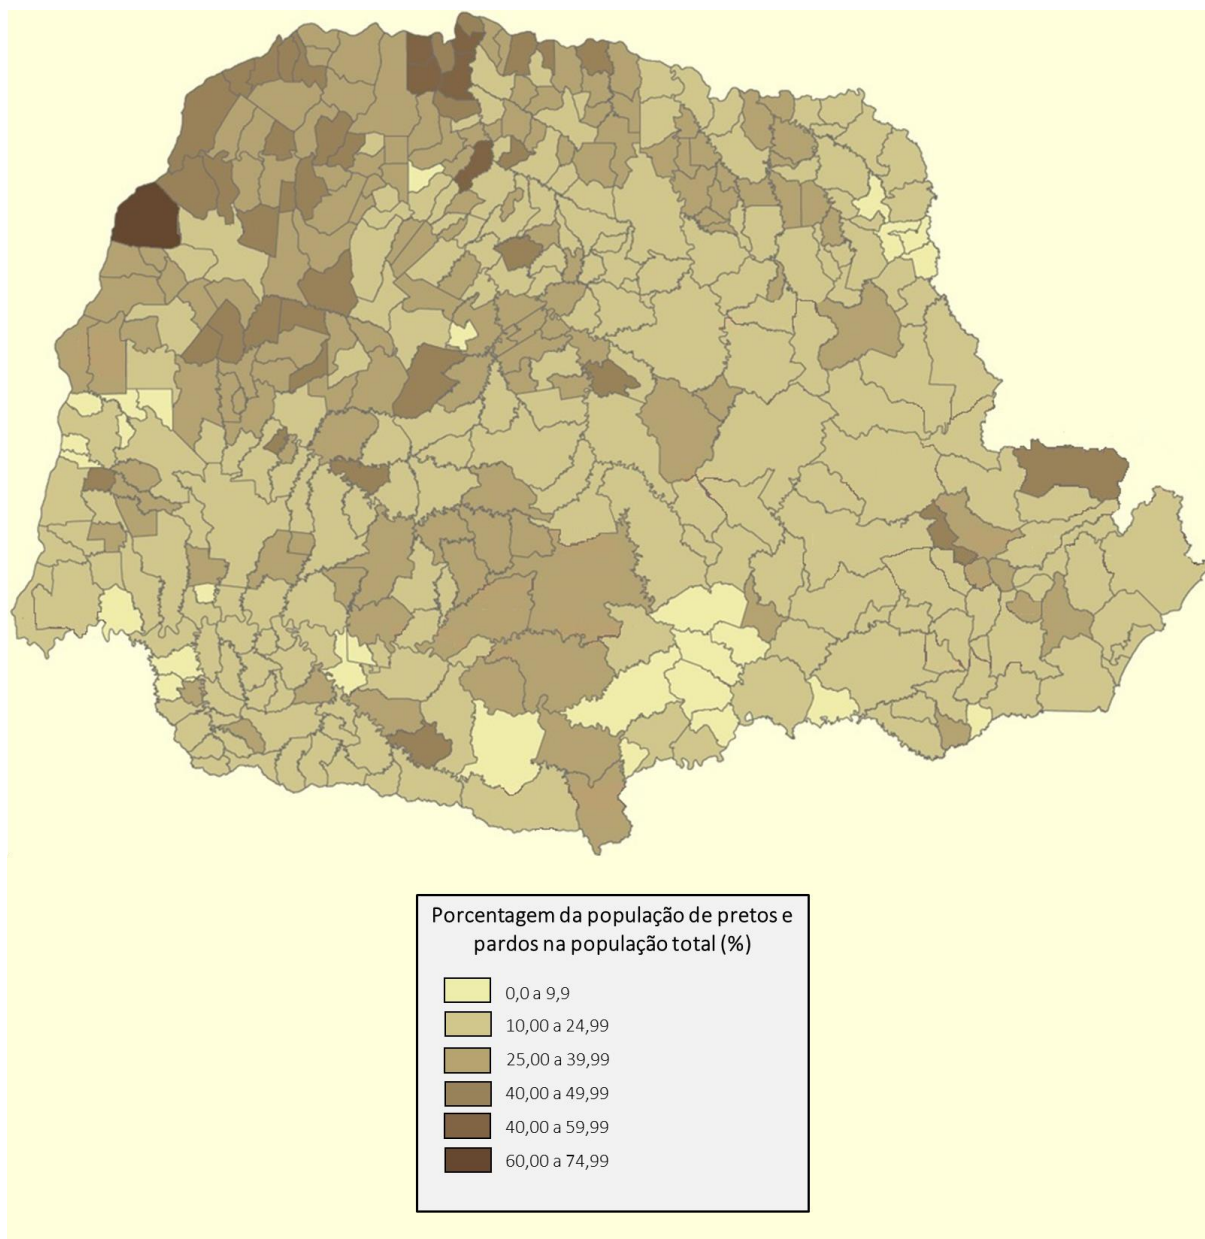 Porcentagem da população de pretos e
pardos na população total (%)
0,0 a 9,9
10,00 a 24,99
25,00 a 39,99
40,00 a 49,99
40,00 a 59,99
60,00 a 74,99